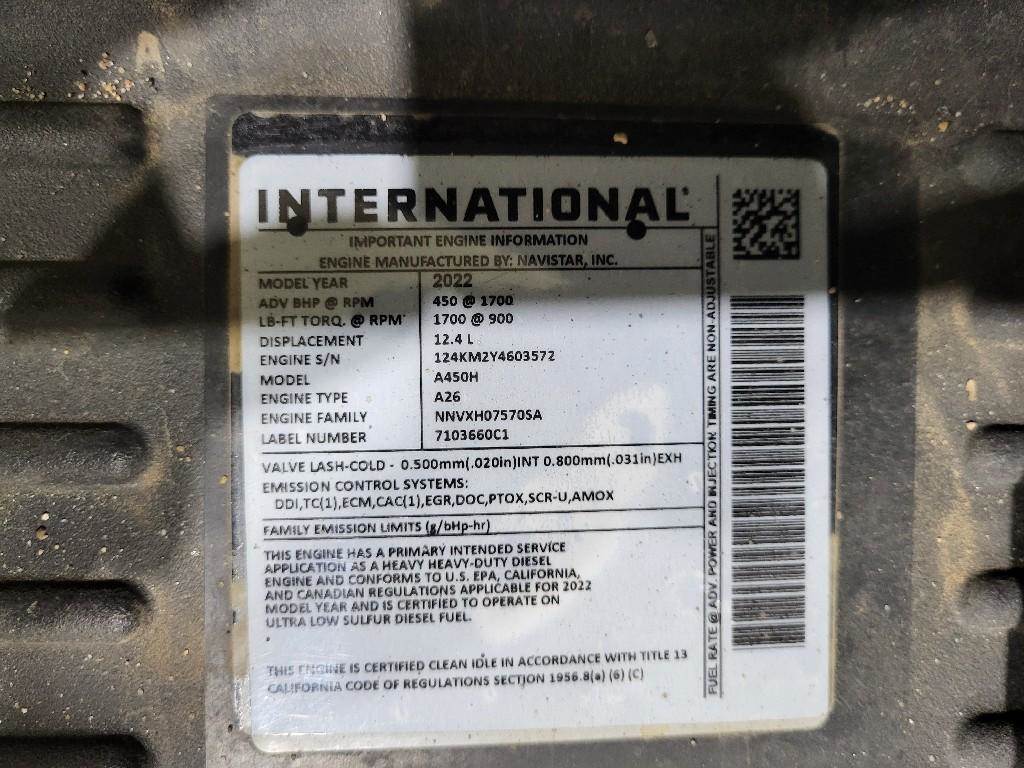 INTERNATIONAL®
IMPORTANT ENGINE INFORMATION
ENGINE MANUFACTURED BY: NAVISTAR, INC.
MODEL YEAR 2022
ADV BHP @ RPM 450 @ 1700
LB-FT TORQ. @ RPM 1700 @ 900
DISPLACEMENT 12.4 L
ENGINE S/N 124KM2Y4603572
MODEL A450H
ENGINE TYPE A26
ENGINE FAMILY NNVXH07570SA
LABEL NUMBER 7103660C1
VALVE LASH-COLD - 0.500mm(.020in)INT 0.800mm(.031in)EXH
EMISSION CONTROL SYSTEMS:
DDI,TC(1),ECM,CAC(1),EGR,DOC,PTOX,SCR-U,AMOX
FAMILY EMISSION LIMITS (g/bHp-hr)
THIS ENGINE HAS A PRIMARY INTENDED SERVICE
APPLICATION AS A HEAVY HEAVY-DUTY DIESEL
ENGINE AND CONFORMS TO U.S. EPA, CALIFORNIA,
AND CANADIAN REGULATIONS APPLICABLE FOR 2022
MODEL YEAR AND IS CERTIFIED TO OPERATE ON
ULTRA LOW SULFUR DIESEL FUEL.
THIS ENGINE IS CERTIFIED CLEAN IDLE IN ACCORDANCE WITH TITLE 13
CALIFORNIA CODE OF REGULATIONS SECTION 1956.8(a) (6) (C)
FUEL RATE @ ADV. POWER AND INJECTION TIMING ARE NON-ADJUSTABLE
A